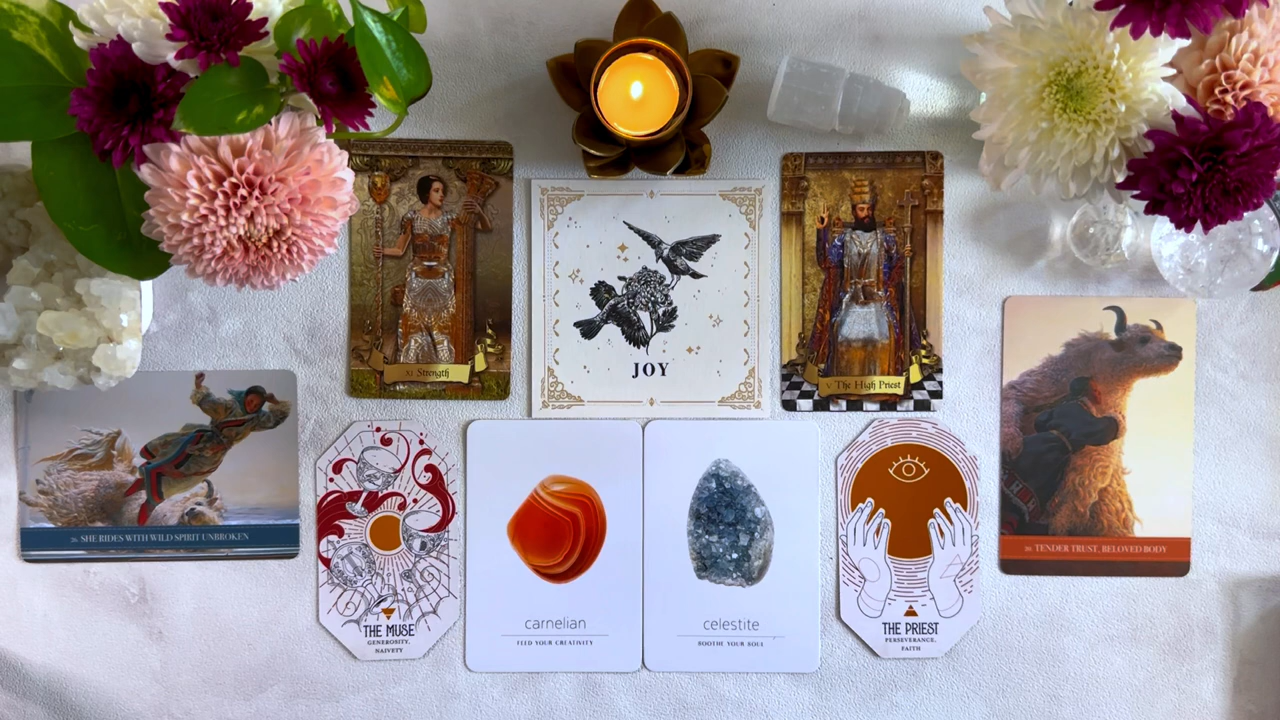 XI Strength
JOY
V The High Priest
26. SHE RIDES WITH WILD SPIRIT UNBROKEN
THE MUSE
GENEROSITY,
NAIVETY
carnelian
FEED YOUR CREATIVITY
celestite
SOOTHE YOUR SOUL
THE PRIEST
PERSEVERANCE,
FAITH
TENDER TRUST, BELOVED BODY